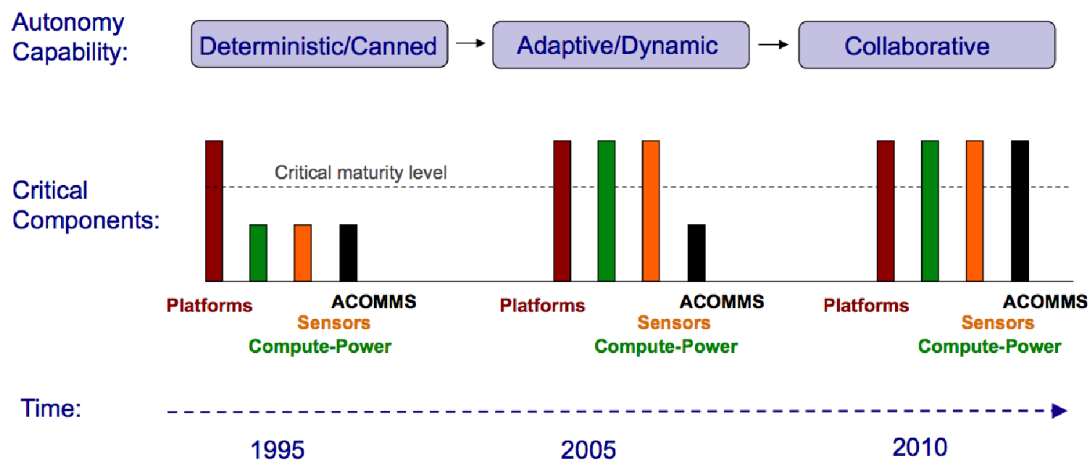 Autonomy
Capability:
Deterministic/Canned
Adaptive/Dynamic
Collaborative
Critical maturity level
Critical
Components:
Platforms
ACOMMS
Sensors
Compute-Power
Platforms
ACOMMS
Sensors
Compute-Power
Platforms
ACOMMS
Sensors
Compute-Power
Time:
1995
2005
2010